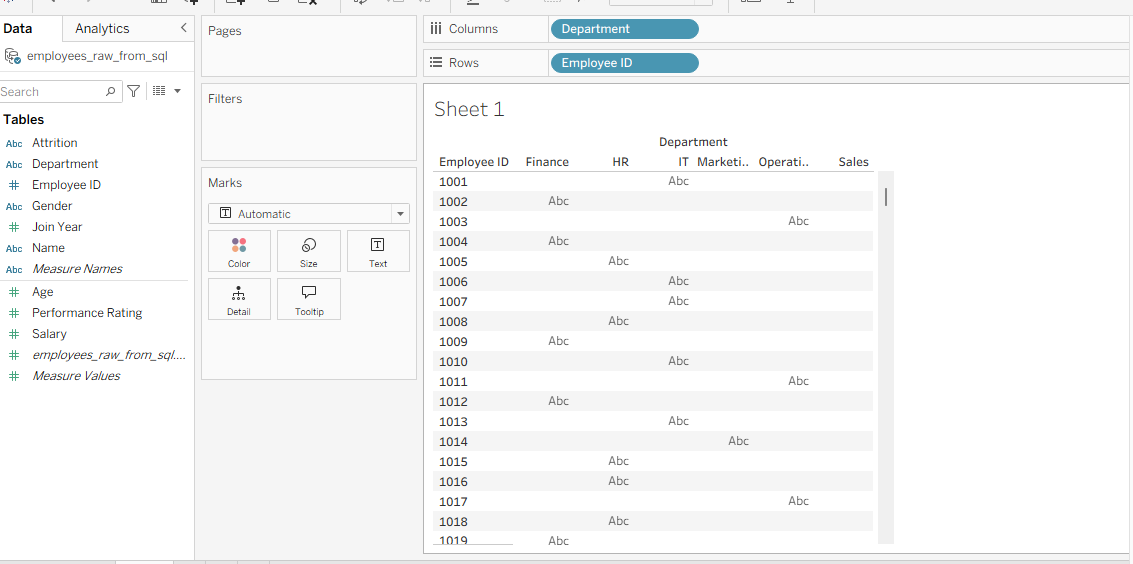 Data Analytics
employees_raw_from_sql
Search
Tables
Abc Attrition
Abc Department
# Employee ID
Abc Gender
# Join Year
Abc Name
Abc Measure Names
# Age
# Performance Rating
# Salary
# employees_raw_from_sql....
# Measure Values
Pages
Filters
Marks
T Automatic
Color Size Text
Detail Tooltip
Columns Department
Rows Employee ID
Sheet 1
Department
Employee ID Finance HR IT Marketi.. Operati.. Sales
1001 Abc
1002 Abc
1003 Abc
1004 Abc
1005 Abc
1006 Abc
1007 Abc
1008 Abc
1009 Abc
1010 Abc
1011 Abc
1012 Abc
1013 Abc
1014 Abc
1015 Abc
1016 Abc
1017 Abc
1018 Abc
1019 Abc